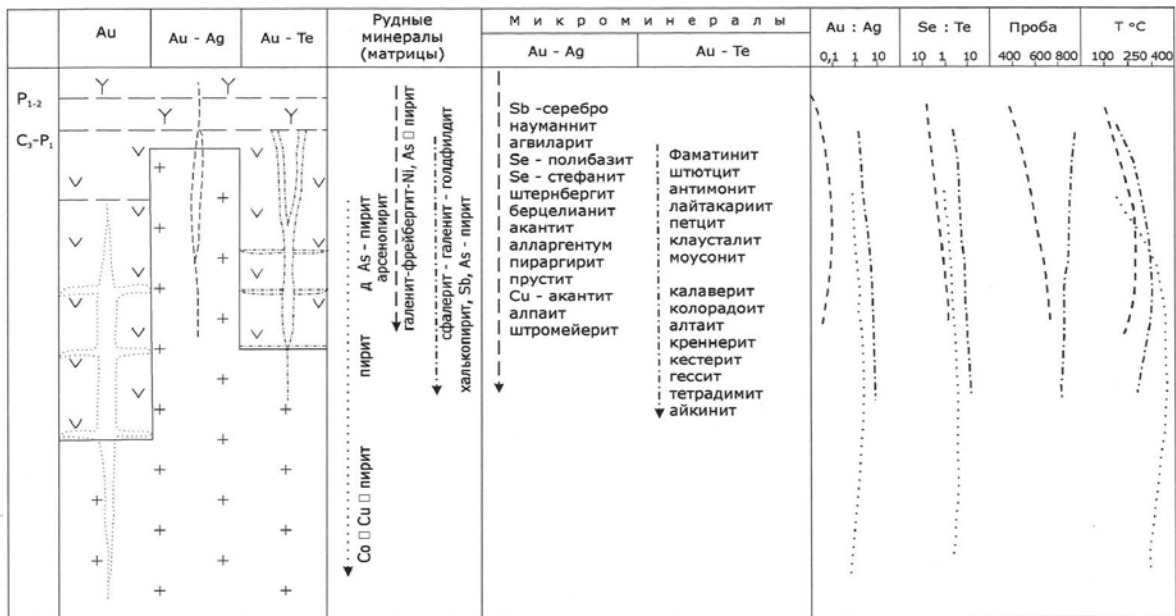 Au
Au - Ag
Au - Te
Рудные
минералы
(матрицы)
Микроминералы
Au - Ag
Au - Te
Au : Ag
0,1 1 10
Se : Te
10 1 10
Проба
400 600 800
T °C
100 250 400
P₁₋₂
C₃-P₁
Co □ Cu □ пирит
пирит
д As - пирит
арсенопирит
галенит-фрейбергит-Ni, As □ пирит
сфалерит - галенит - голдфилдит
халькопирит, Sb, As - пирит
Sb -серебро
науманнит
агвиларит
Se - полибазит
Se - стефанит
штернбергит
берцелианит
акантит
алларгентум
пираргирит
прустит
Cu - акантит
алпаит
штромейерит
Фаматинит
штютцит
антимонит
лайтакариит
петцит
клаусталит
моусонит
калаверит
колорадоит
алтаит
креннерит
кестерит
гессит
тетрадимит
айкинит